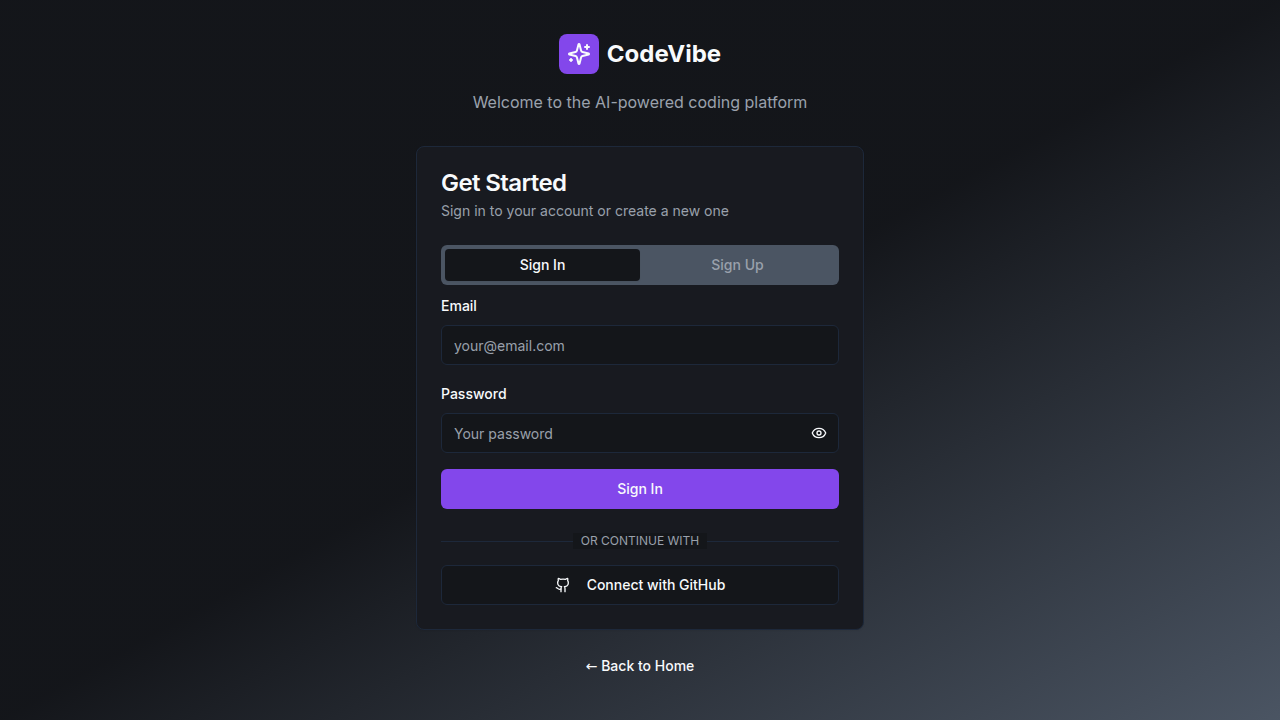 CodeVibe
Welcome to the AI-powered coding platform
Get Started
Sign in to your account or create a new one
Sign In
Sign Up
Email
your@email.com
Password
Your password
Sign In
OR CONTINUE WITH
Connect with GitHub
← Back to Home